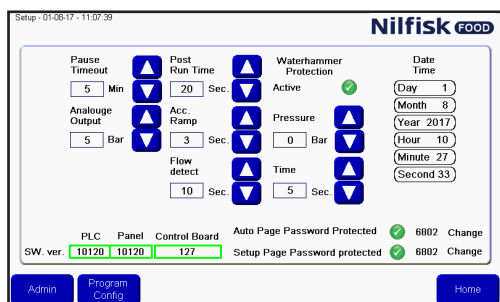 Setup - 01-08-17 - 11:07:39
Nilfisk FOOD
Pause Timeout
5 Min
Post Run Time
20 Sec.
Waterhammer Protection
Active
Date Time
Day 1
Month 8
Year 2017
Hour 10
Minute 27
Second 33
Analouge Output
5 Bar
Acc. Ramp
3 Sec.
Pressure
0 Bar
Flow detect
10 Sec.
Time
5 Sec.
PLC Panel Control Board
SW. ver. 10120 10120 127
Auto Page Password Protected 6802 Change
Setup Page Password protected 6802 Change
Admin
Program Config
Home